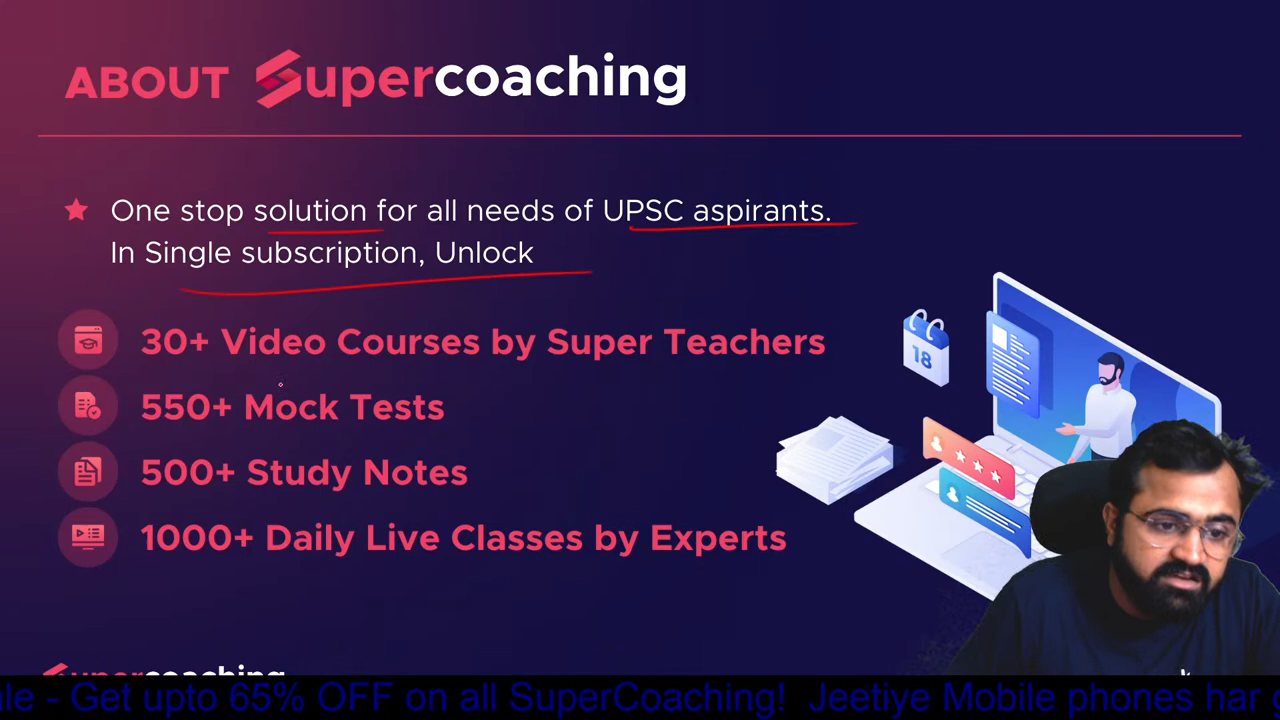 ABOUT Supercoaching
One stop solution for all needs of UPSC aspirants.
In Single subscription, Unlock
30+ Video Courses by Super Teachers
18
550+ Mock Tests
500+ Study Notes
1000+ Daily Live Classes by Experts
Supercoaching
- Get upto 65% OFF on all SuperCoaching! Jeetiye Mobile phones har